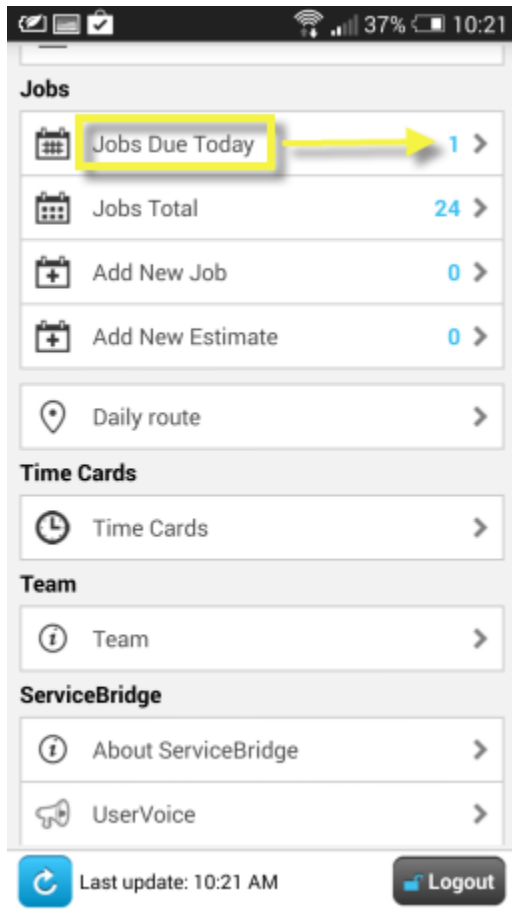 37% 10:21
Jobs
Jobs Due Today 1
Jobs Total 24
Add New Job 0
Add New Estimate 0
Daily route
Time Cards
Time Cards
Team
Team
ServiceBridge
About ServiceBridge
UserVoice
Last update: 10:21 AM Logout